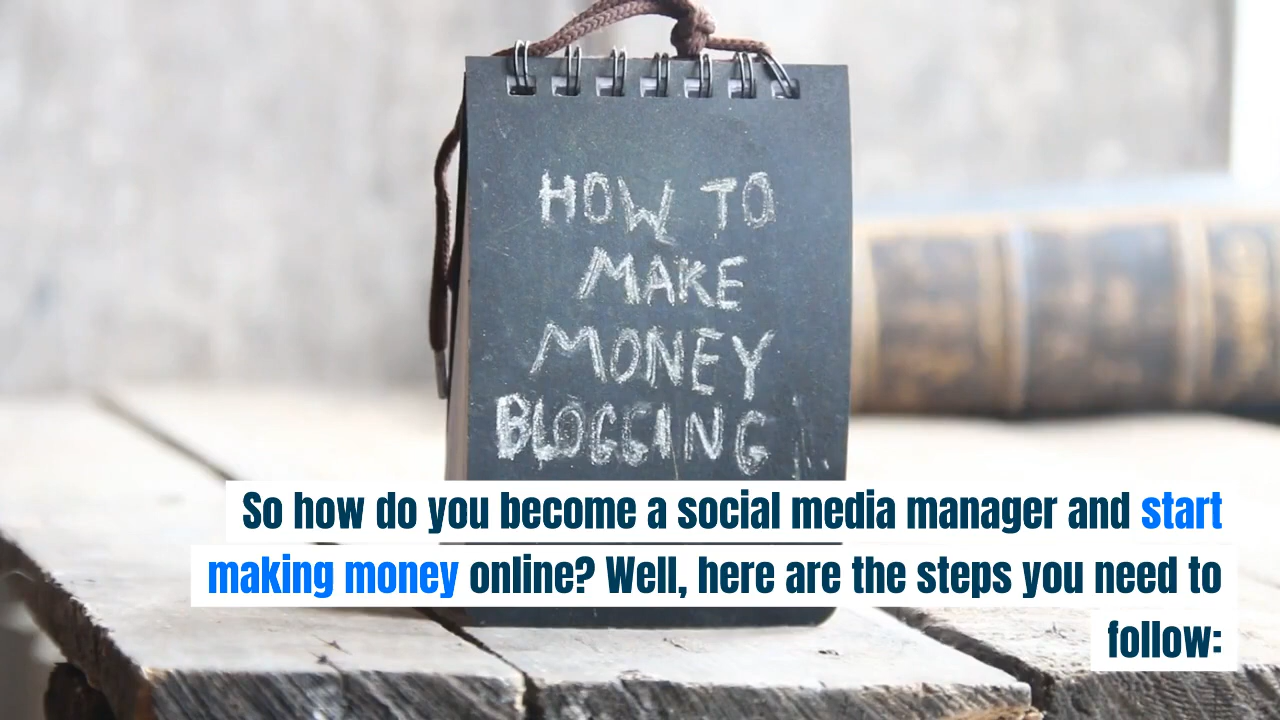 HOW TO
MAKE
MONEY
BLOGGING
So how do you become a social media manager and start
making money online? Well, here are the steps you need to
follow: